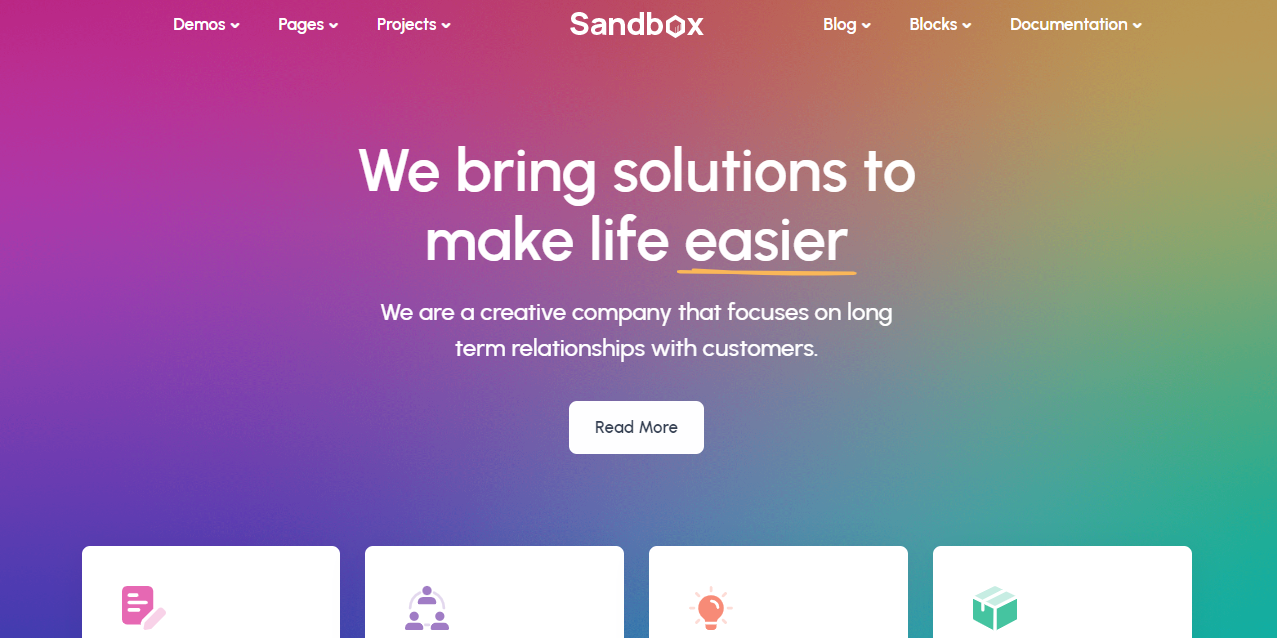 Demos Pages Projects Sandbox Blog Blocks Documentation
We bring solutions to
make life easier
We are a creative company that focuses on long
term relationships with customers.
Read More